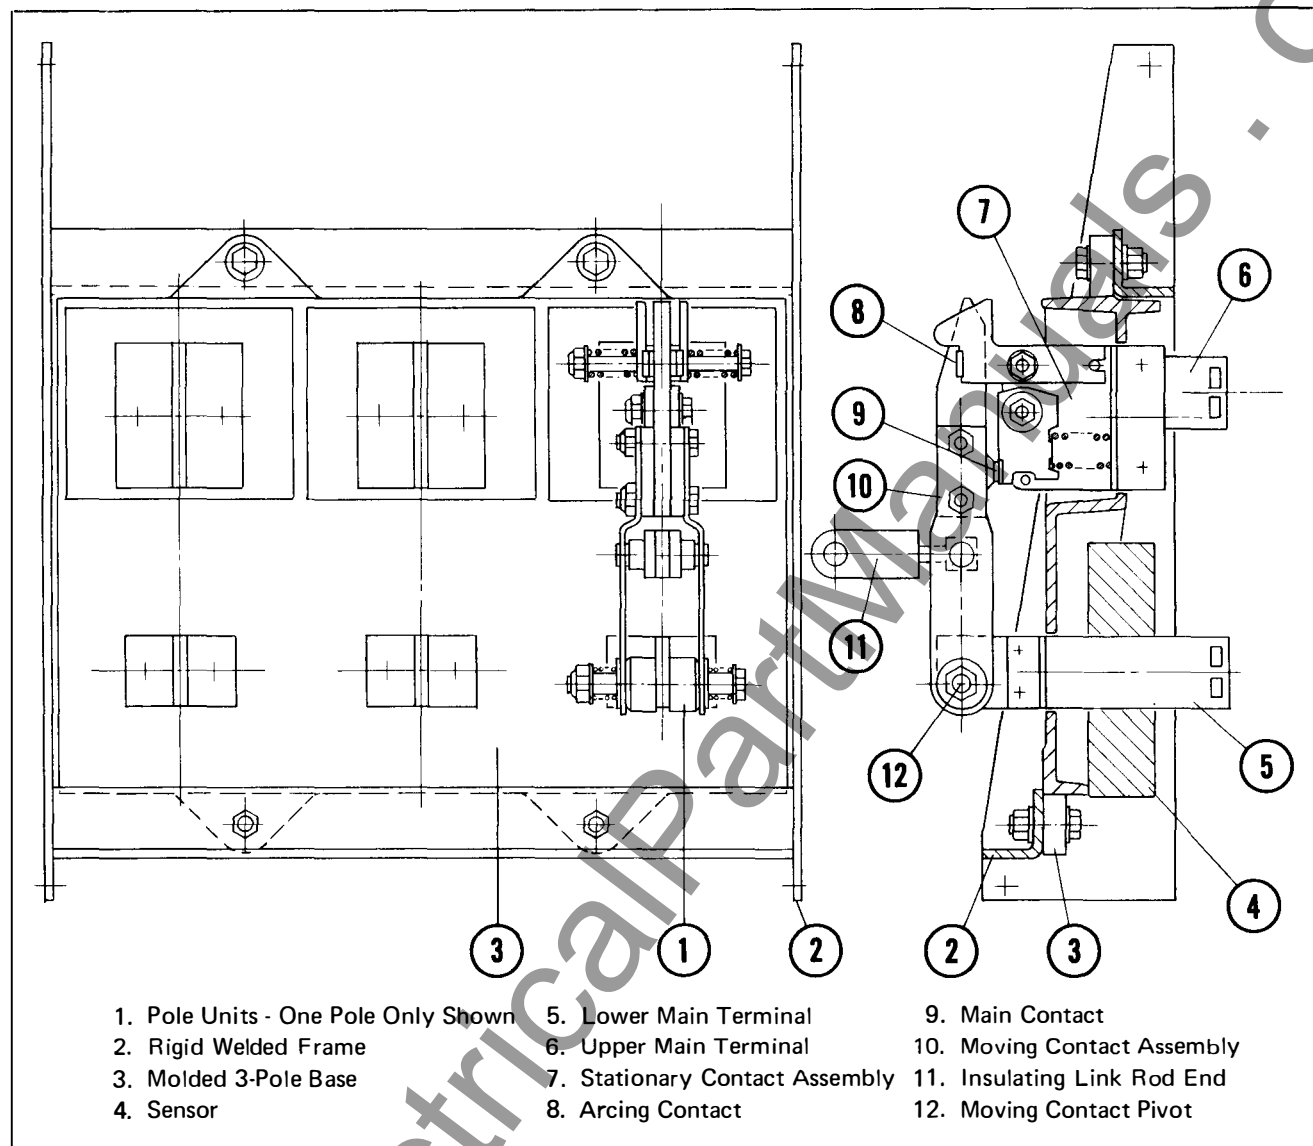 7
6
8
9
10
11
12
5
4
3
1
2
2
3
1. Pole Units - One Pole Only Shown
2. Rigid Welded Frame
3. Molded 3-Pole Base
4. Sensor
5. Lower Main Terminal
6. Upper Main Terminal
7. Stationary Contact Assembly
8. Arcing Contact
9. Main Contact
10. Moving Contact Assembly
11. Insulating Link Rod End
12. Moving Contact Pivot
ctricalPartManuals . c